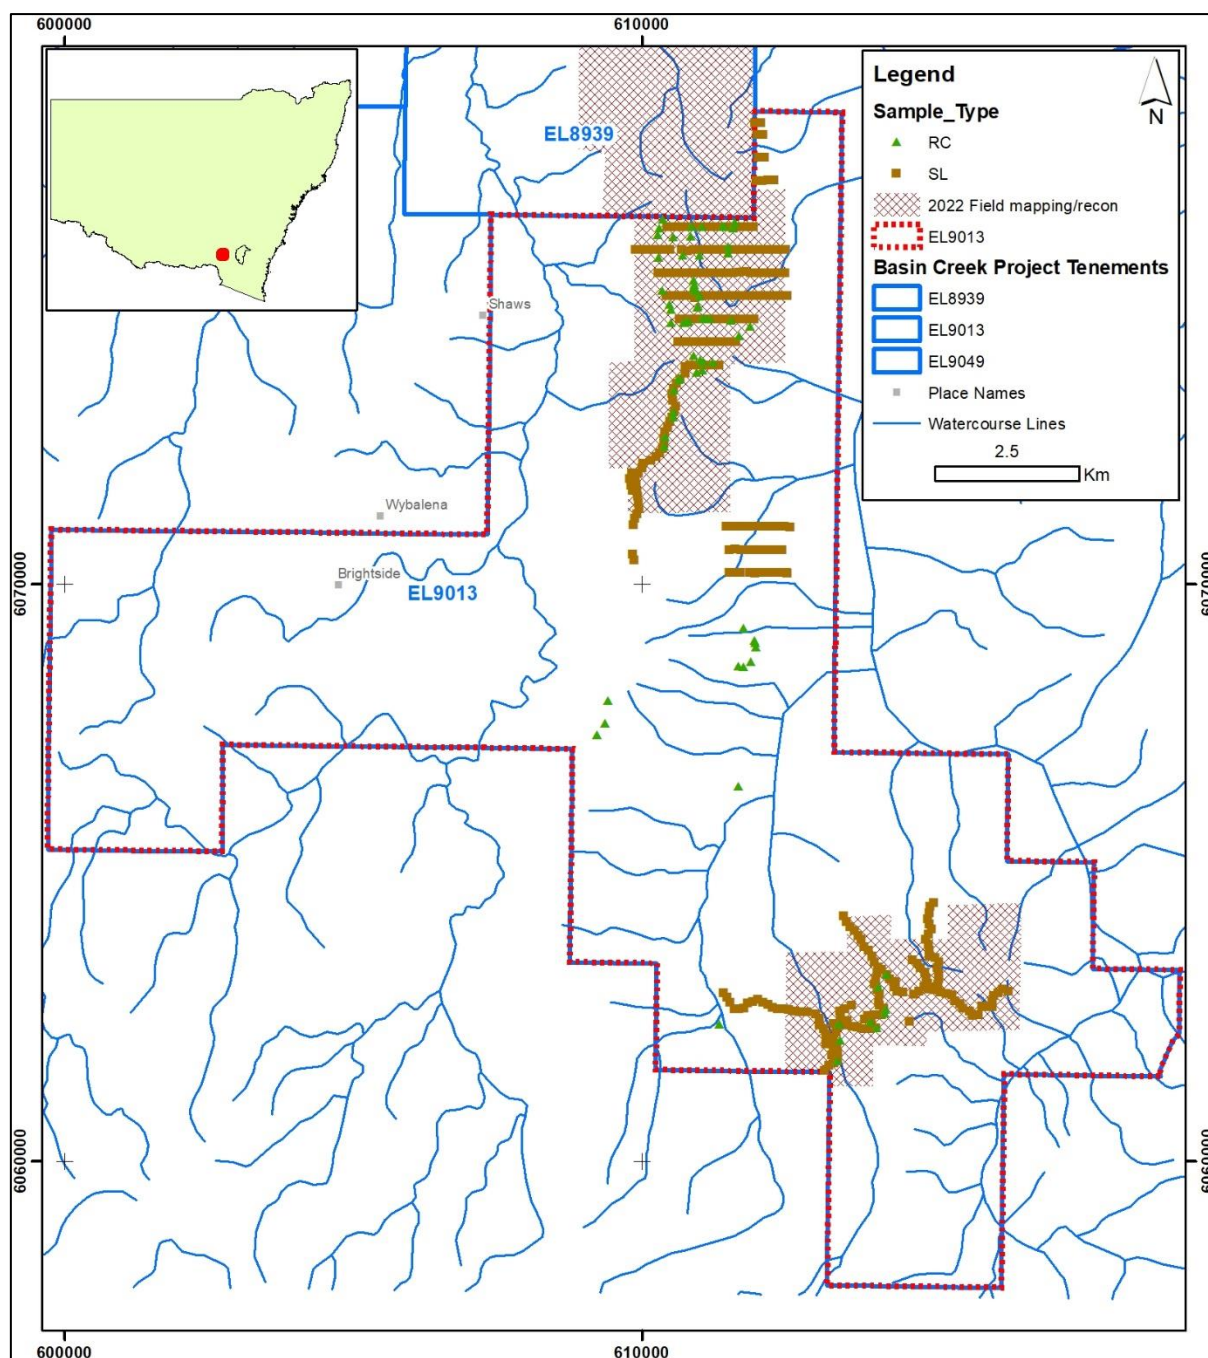 600000
610000
Legend
Sample_Type
N
RC
SL
2022 Field mapping/recon
EL9013
Basin Creek Project Tenements
EL8939
EL9013
EL9049
Place Names
Watercourse Lines
2.5
Km
EL8939
Shaws
Wybalena
Brightside
EL9013
6070000
6070000
6060000
6060000
600000
610000